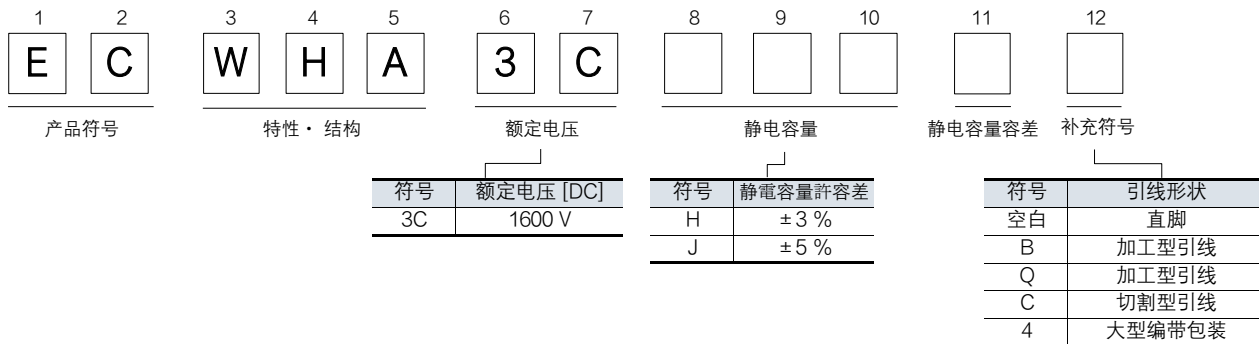 1 2 3 4 5 6 7 8 9 10 11 12
E C W H A 3 C
产品符号 特性・结构 额定电压 静电容量 静电容量容差 补充符号
符号 额定电压 [DC]
3C 1600 V
符号 静電容量許容差
H ±3 %
J ±5 %
符号 引线形状
空白 直脚
B 加工型引线
Q 加工型引线
C 切割型引线
4 大型编带包装